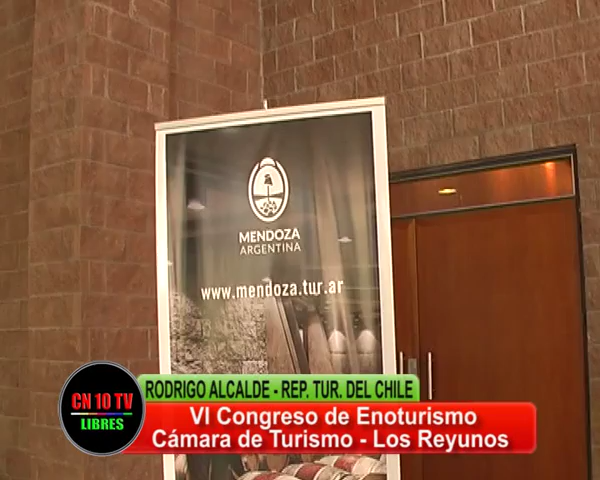 MENDOZA
ARGENTINA
www.mendoza.tur.ar
CN 10 TV
LIBRES
RODRIGO ALCALDE - REP. TUR. DEL CHILE
VI Congreso de Enoturismo
Cámara de Turismo - Los Reyunos